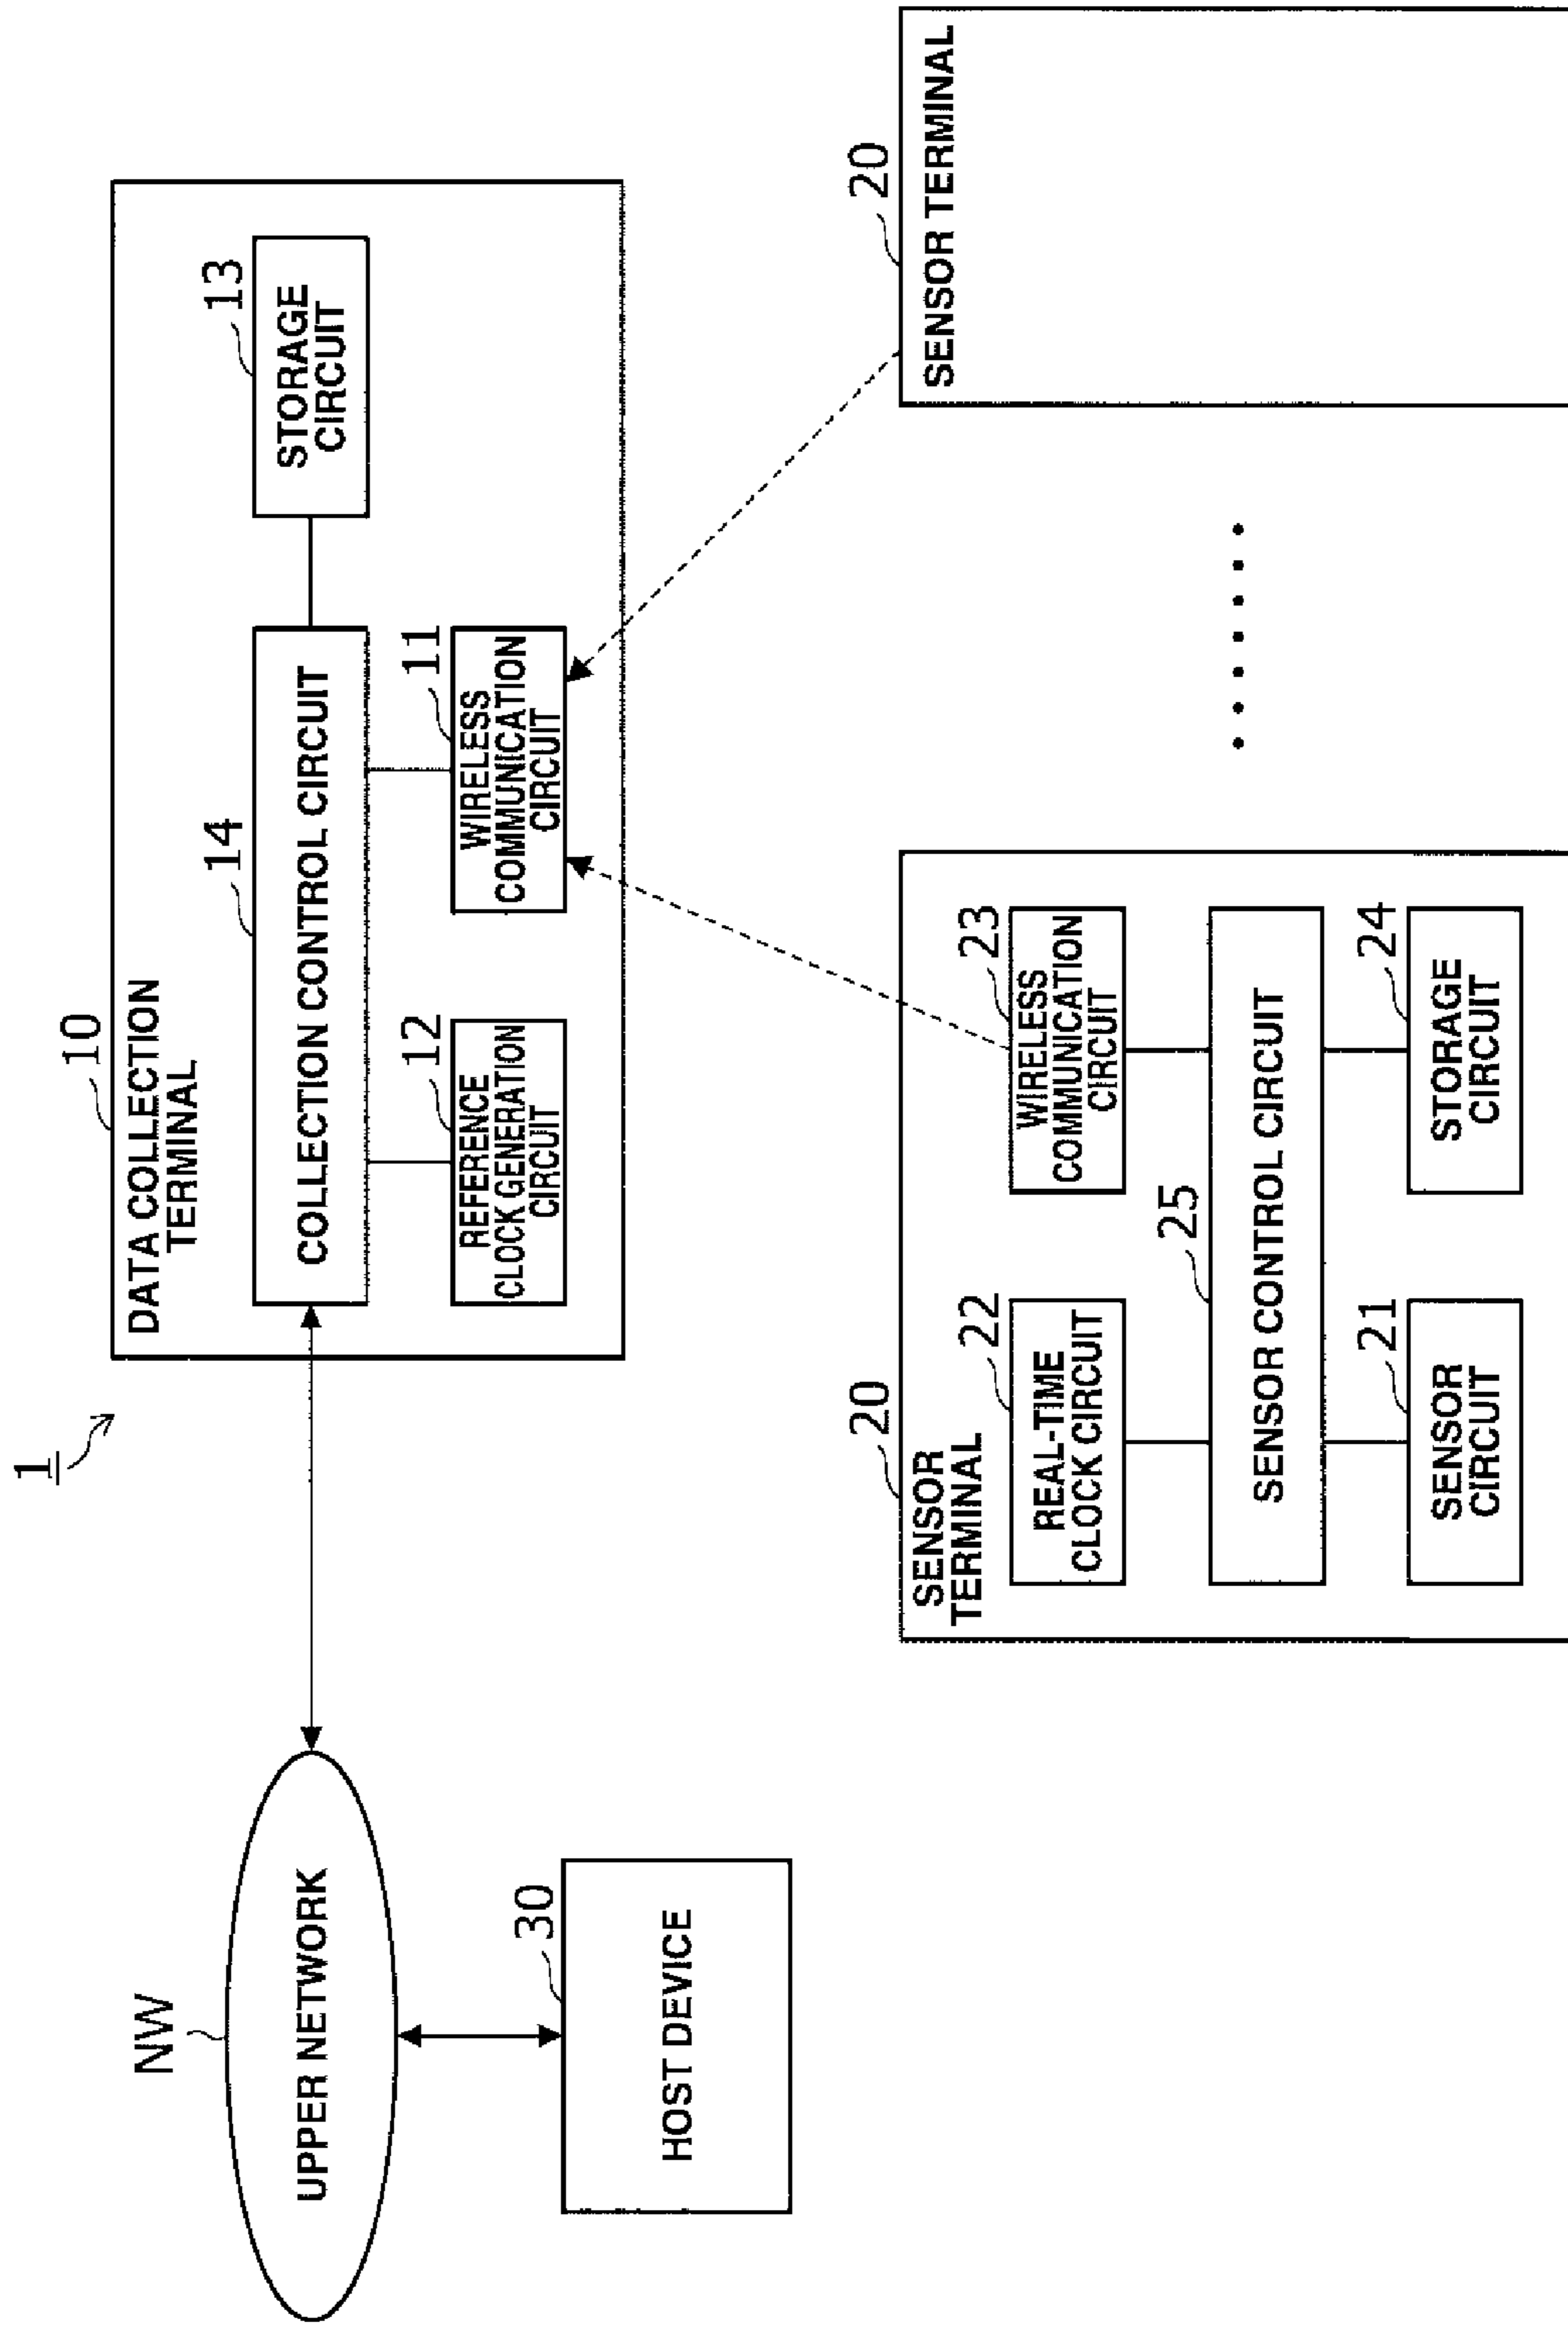 1
NW
UPPER NETWORK
30
HOST DEVICE
10
DATA COLLECTION
TERMINAL
14
COLLECTION CONTROL CIRCUIT
13
STORAGE
CIRCUIT
12
REFERENCE
CLOCK GENERATION
CIRCUIT
11
WIRELESS
COMMUNICATION
CIRCUIT
20
SENSOR
TERMINAL
22
REAL-TIME
CLOCK CIRCUIT
23
WIRELESS
COMMUNICATION
CIRCUIT
25
SENSOR CONTROL CIRCUIT
21
SENSOR
CIRCUIT
24
STORAGE
CIRCUIT
20
SENSOR TERMINAL